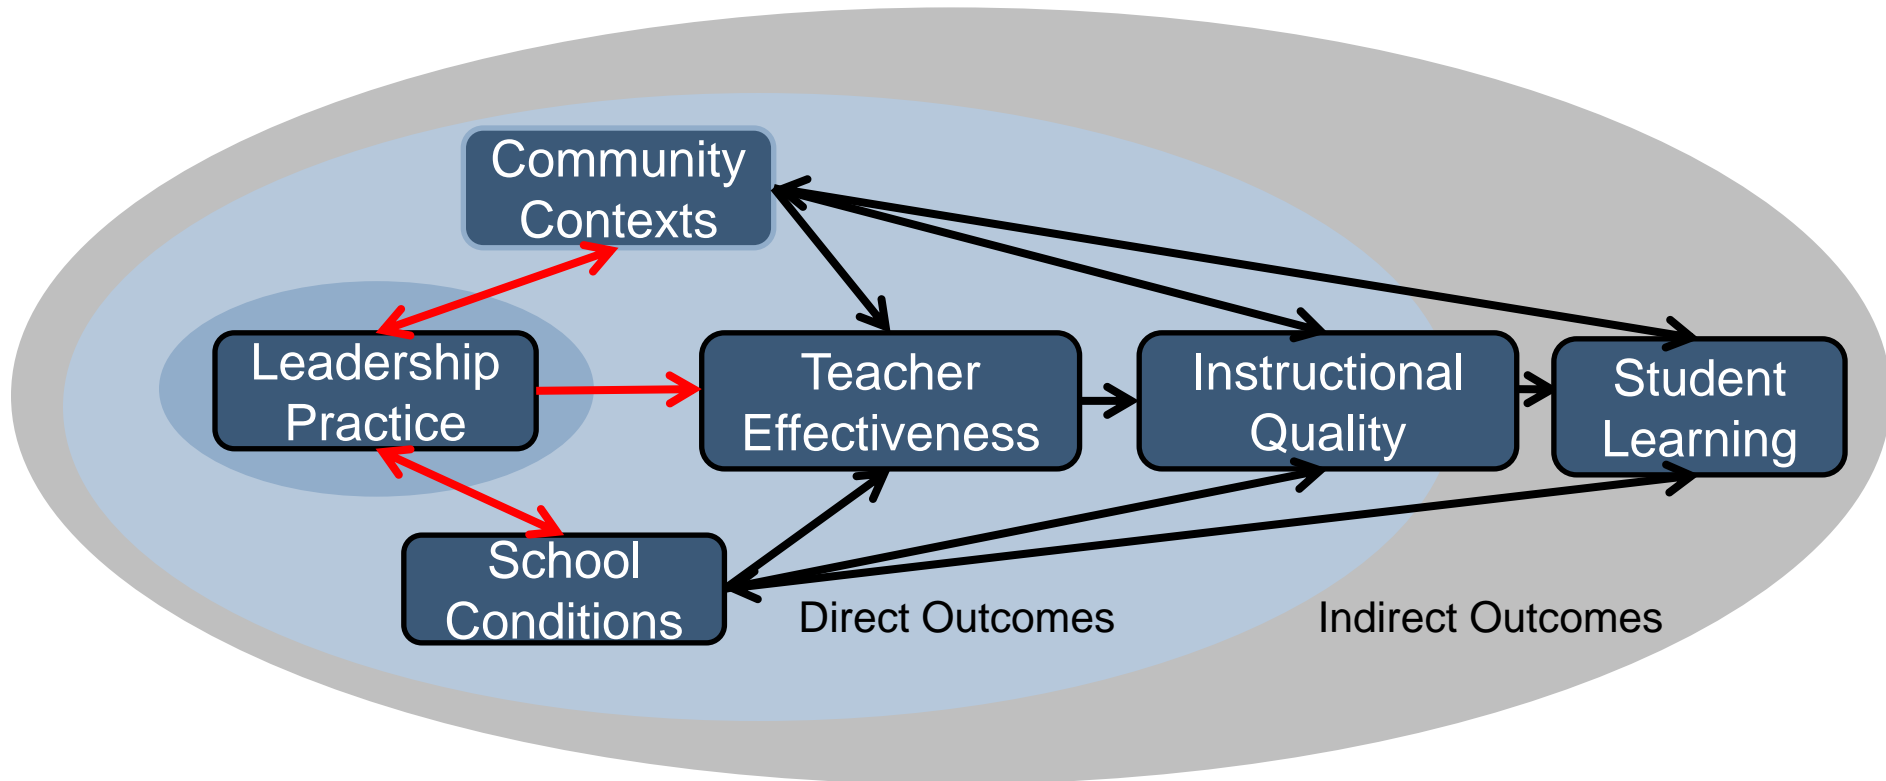 Community
Contexts
Leadership
Practice
Teacher
Effectiveness
Instructional
Quality
Student
Learning
School
Conditions
Direct Outcomes
Indirect Outcomes